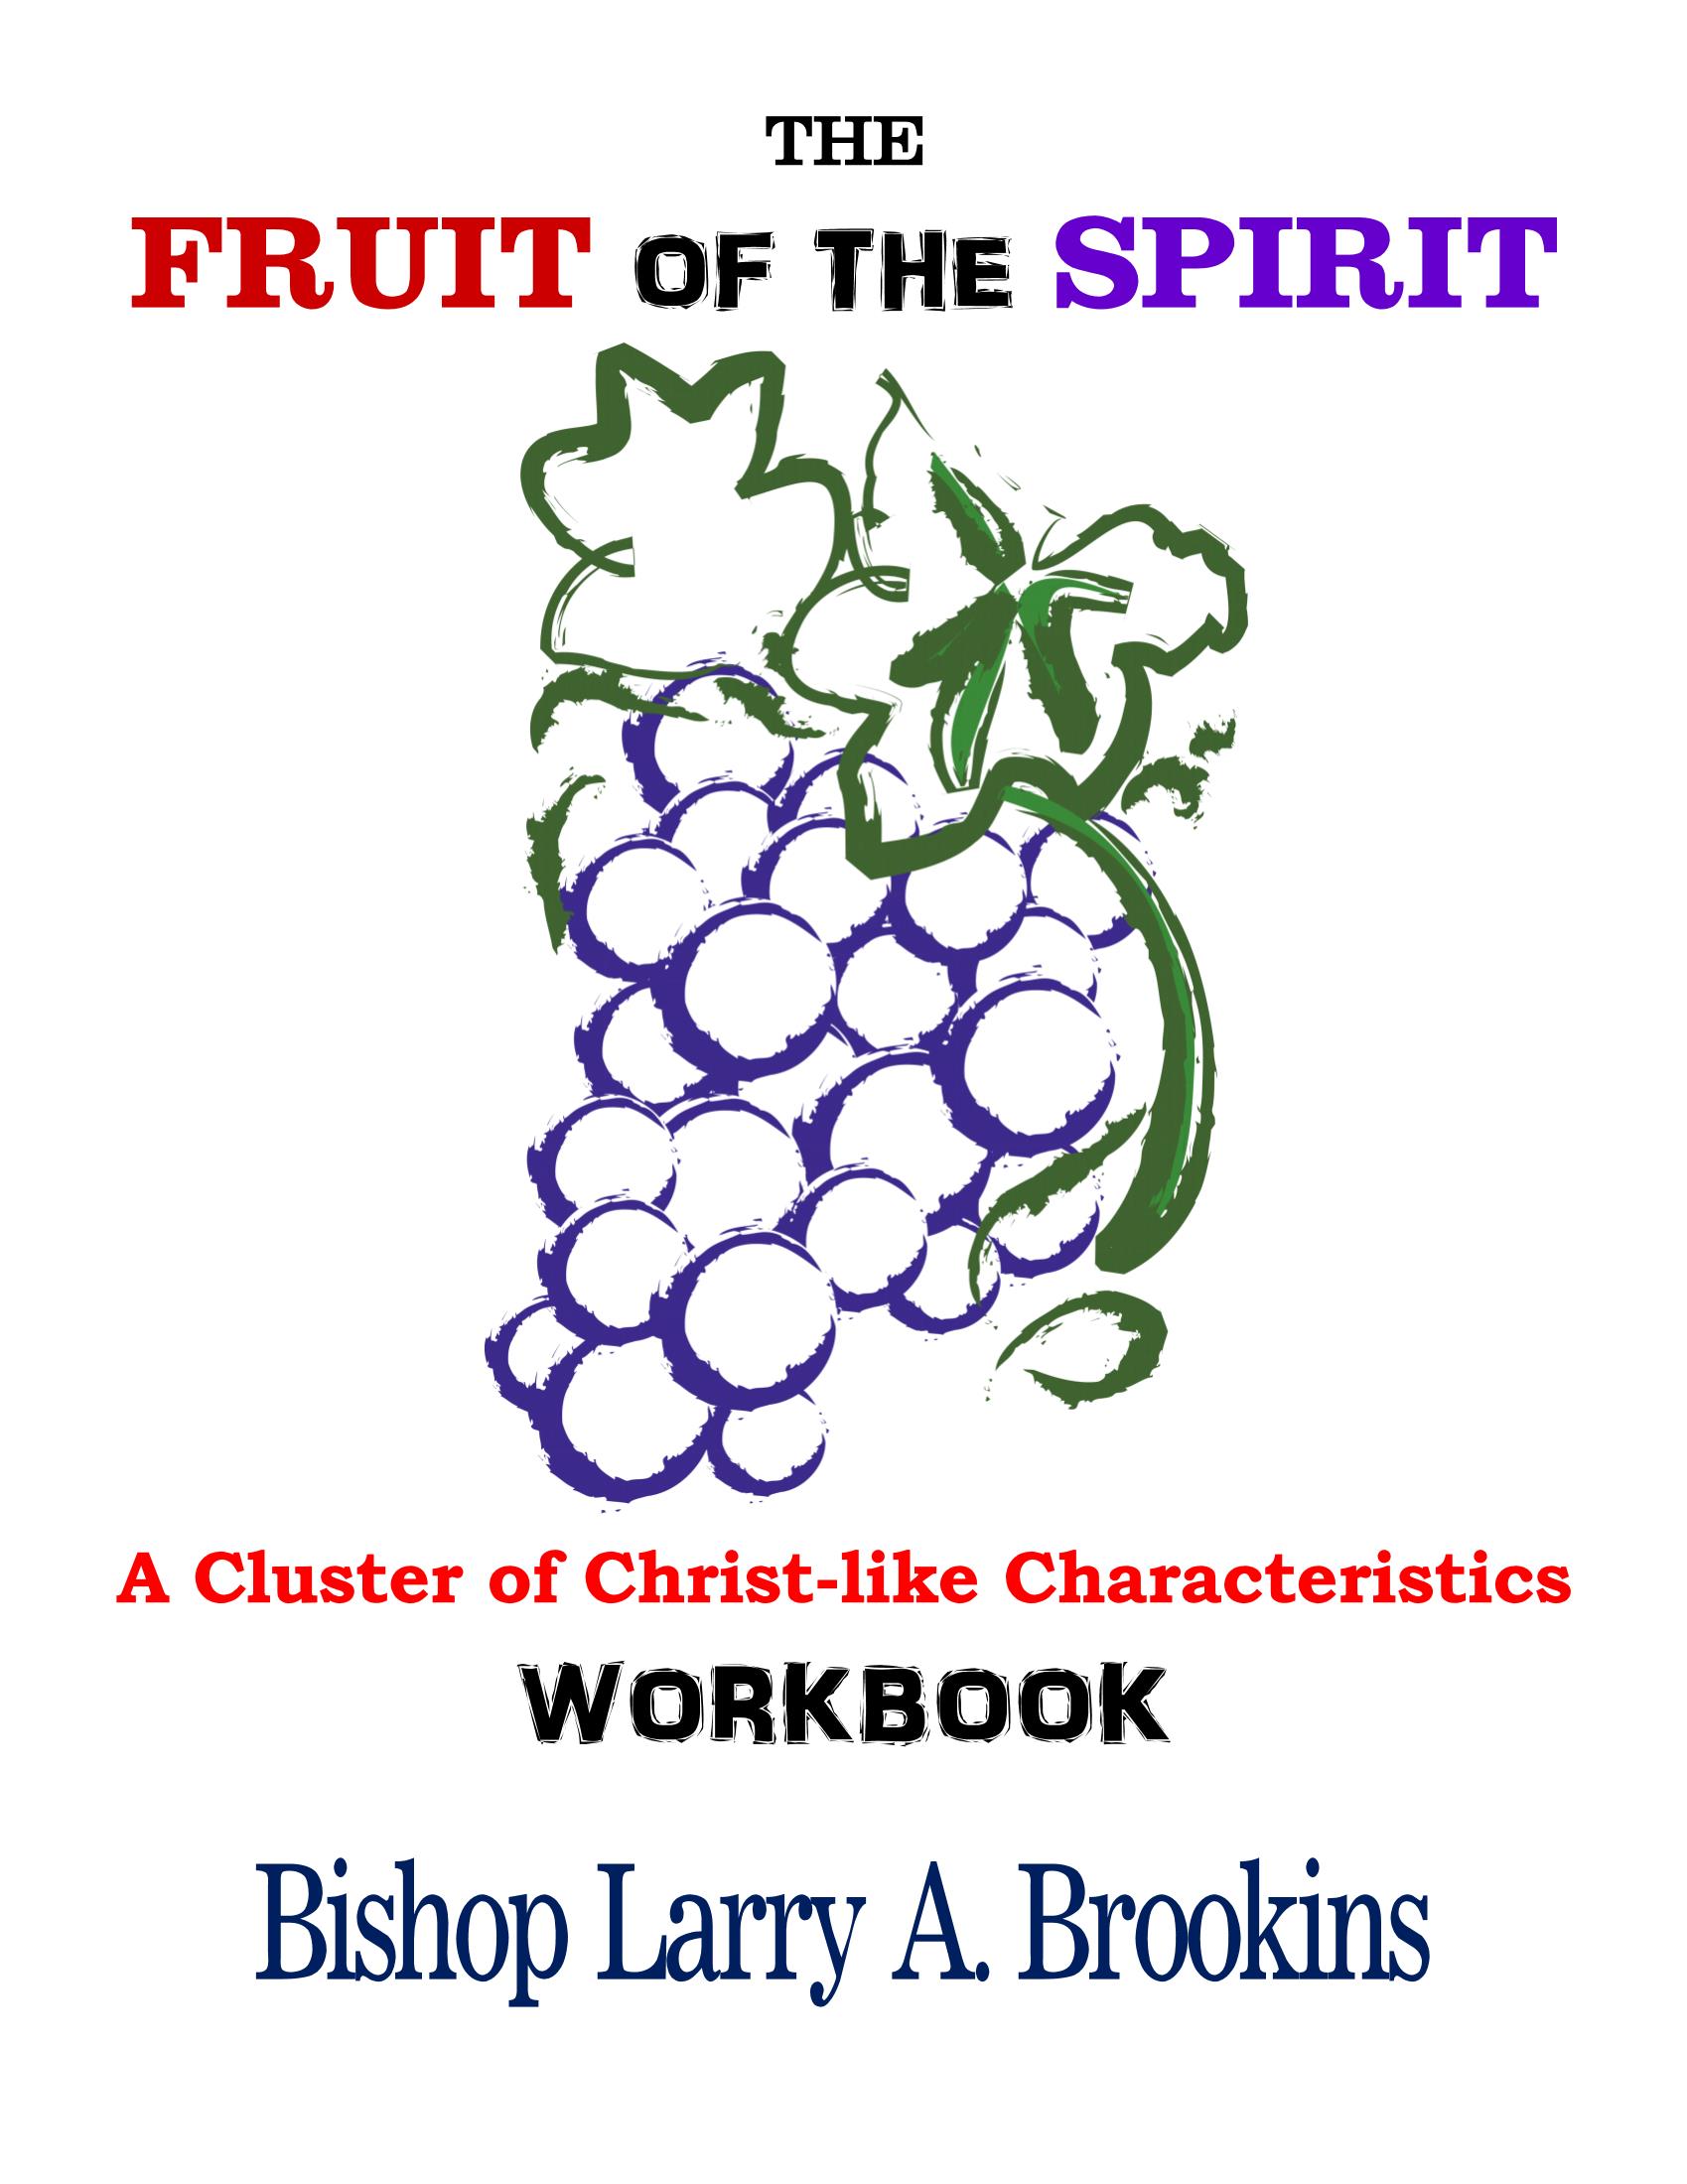 THE
FRUIT OF THE SPIRIT
A Cluster of Christ-like Characteristics
WORKBOOK
Bishop Larry A. Brookins